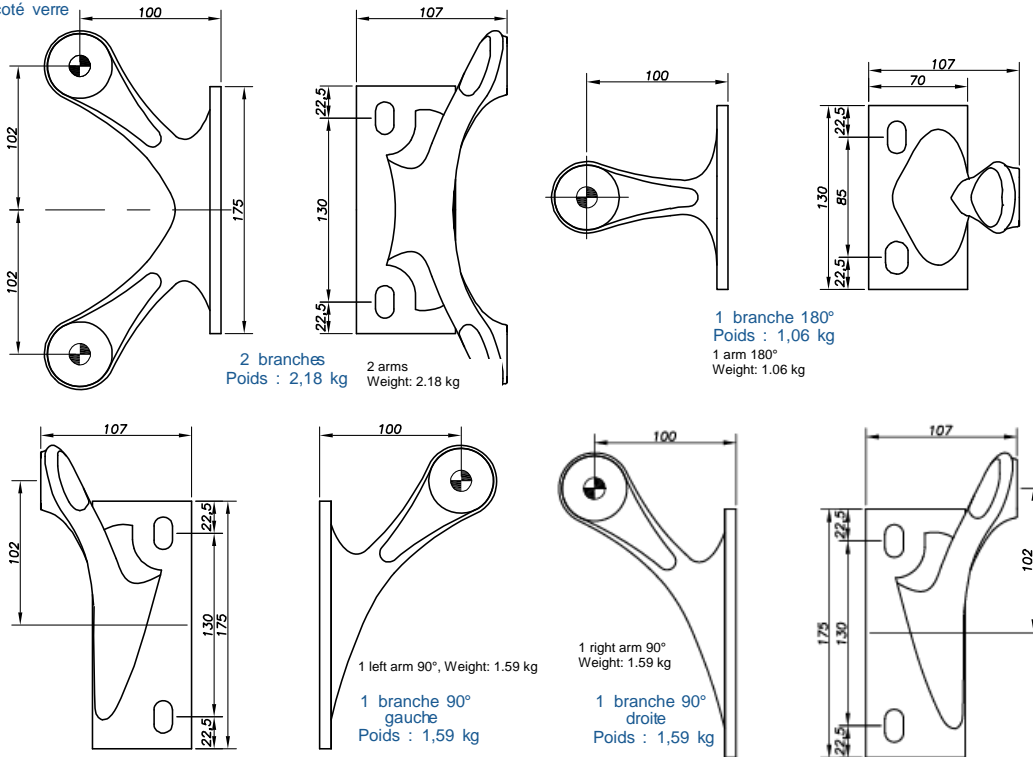 coté verre
100
107
102
102
175
22,5
130
22,5
2 branches
Poids : 2,18 kg
2 arms
Weight: 2.18 kg
100
107
70
130
22,5
85
22,5
1 branche 180°
Poids : 1,06 kg
1 arm 180°
Weight: 1.06 kg
107
102
22,5
130
175
22,5
100
1 left arm 90°, Weight: 1.59 kg
1 branche 90°
gauche
Poids : 1,59 kg
100
1 right arm 90°
Weight: 1.59 kg
1 branche 90°
droite
Poids : 1,59 kg
107
175
22,5
130
22,5
102